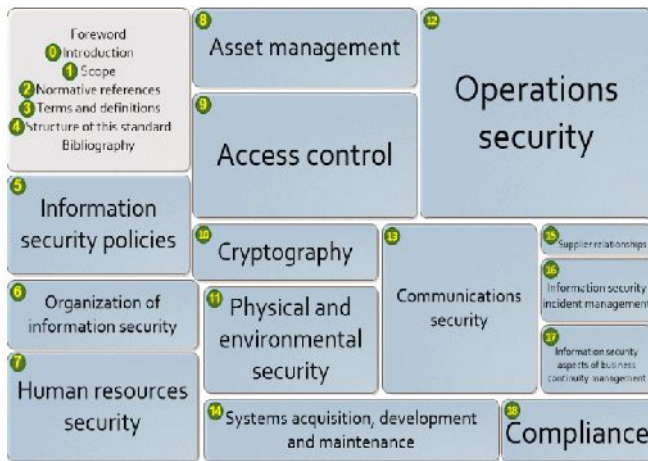 Foreword
0 Introduction
1 Scope
2 Normative references
3 Terms and definitions
4 Structure of this standard
Bibliography
5
Information
security policies
6
Organization of
information security
7
Human resources
security
8
Asset management
9
Access control
10
Cryptography
11
Physical and
environmental
security
12
Operations
security
13
Communications
security
14
Systems acquisition, development
and maintenance
15
Supplier relationships
16
Information security
incident management
17
Information security
aspects of business
continuity management
18
Compliance